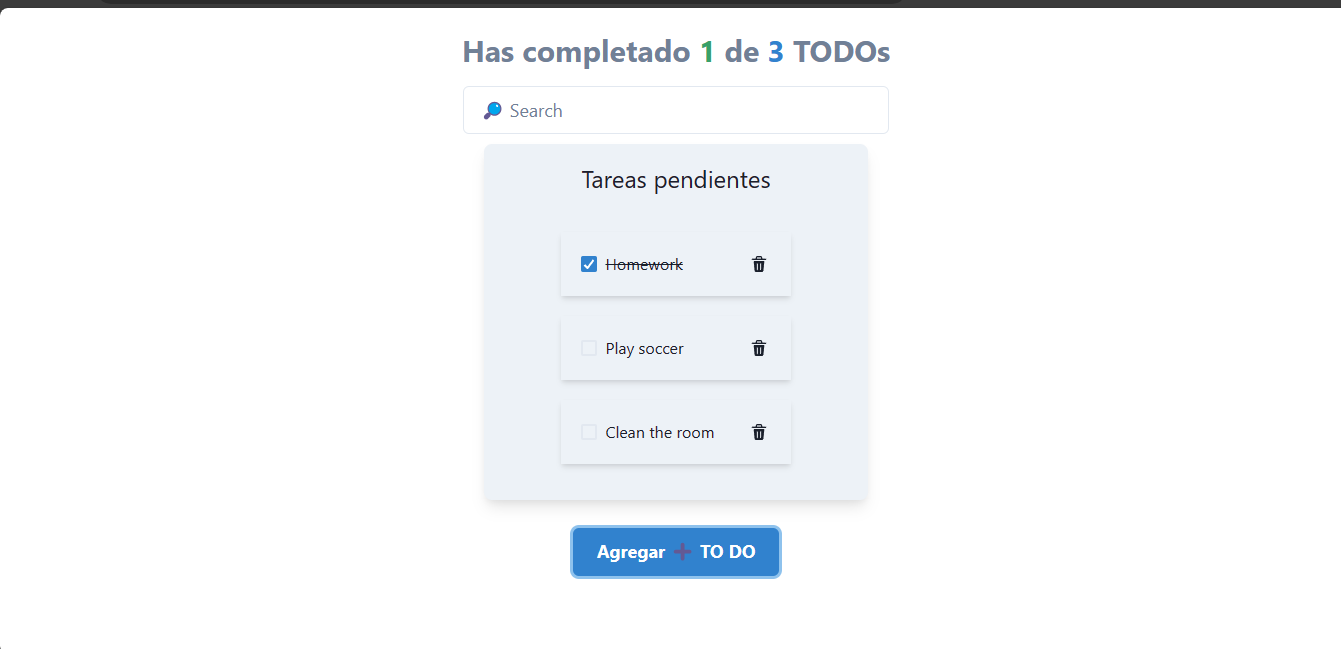 Has completado 1 de 3 TODOs
🔎 Search
Tareas pendientes
Homework
Play soccer
Clean the room
Agregar ➕ TO DO